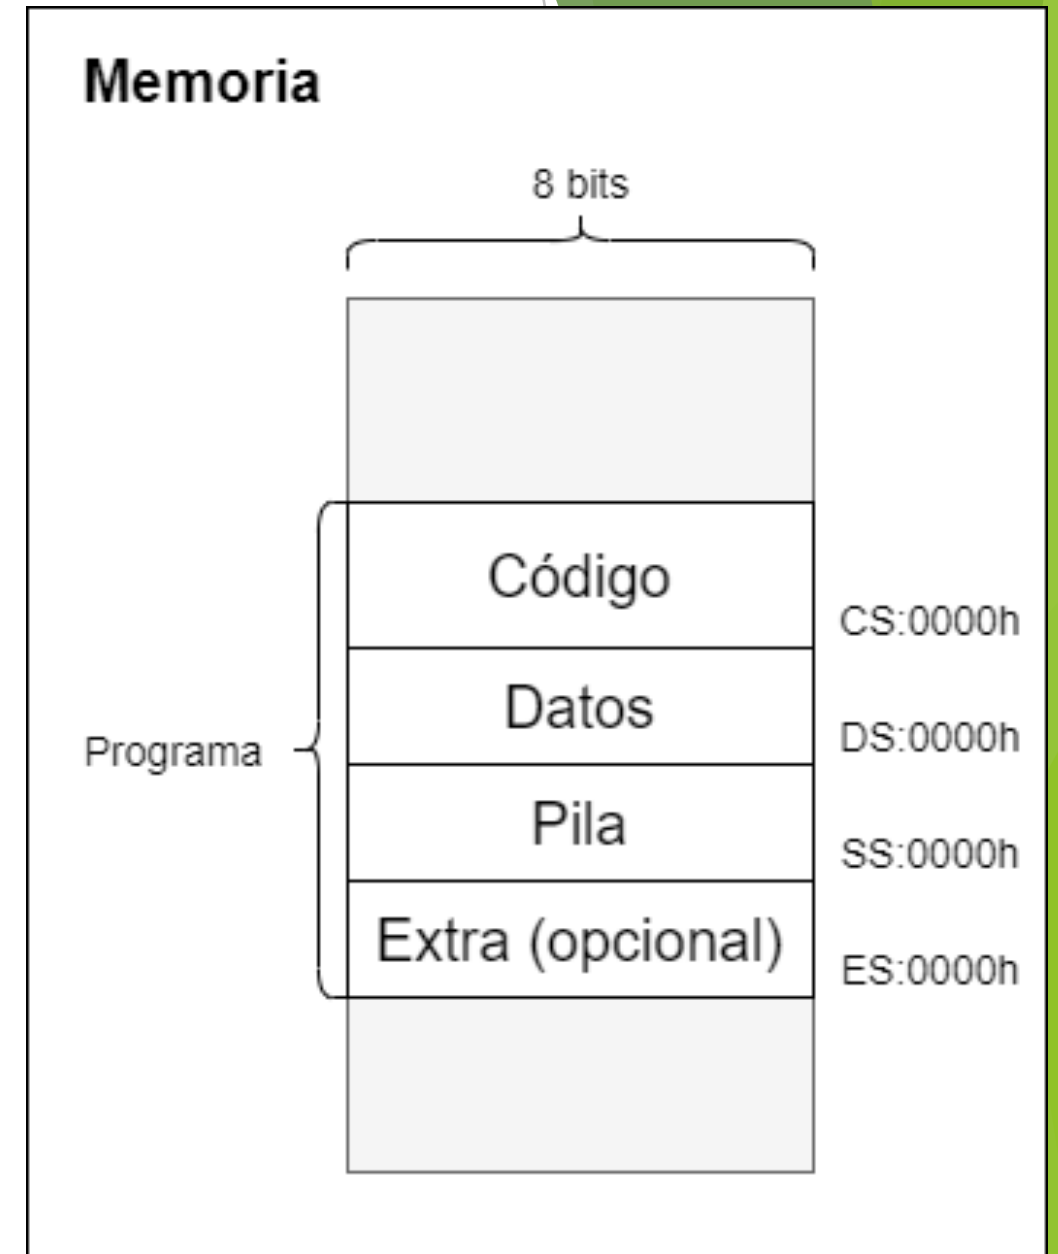 Memoria
8 bits
Código
CS:0000h
Datos
DS:0000h
Programa
Pila
SS:0000h
Extra (opcional)
ES:0000h